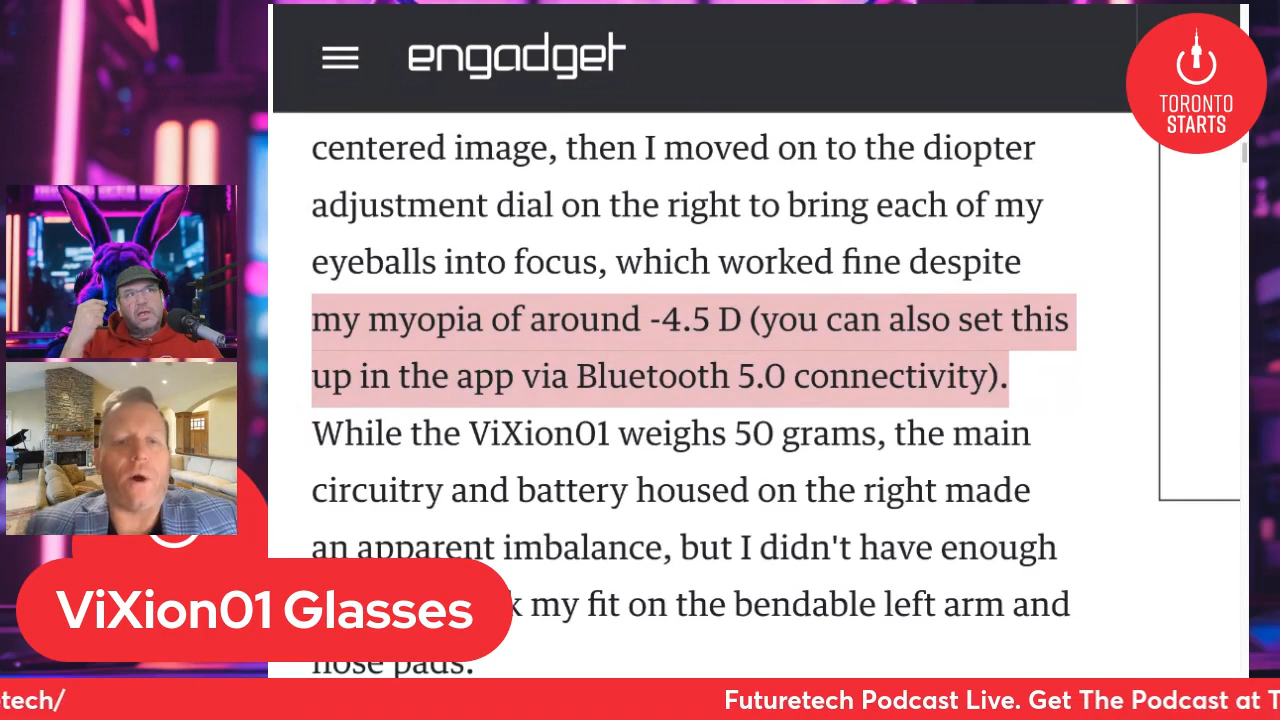 engadget
TORONTO
STARTS
centered image, then I moved on to the diopter
adjustment dial on the right to bring each of my
eyeballs into focus, which worked fine despite
my myopia of around -4.5 D (you can also set this
up in the app via Bluetooth 5.0 connectivity).
While the ViXion01 weighs 50 grams, the main
circuitry and battery housed on the right made
an apparent imbalance, but I didn't have enough
my fit on the bendable left arm and
nose pads.
ViXion01 Glasses
etech/
Futuretech Podcast Live. Get The Podcast at T